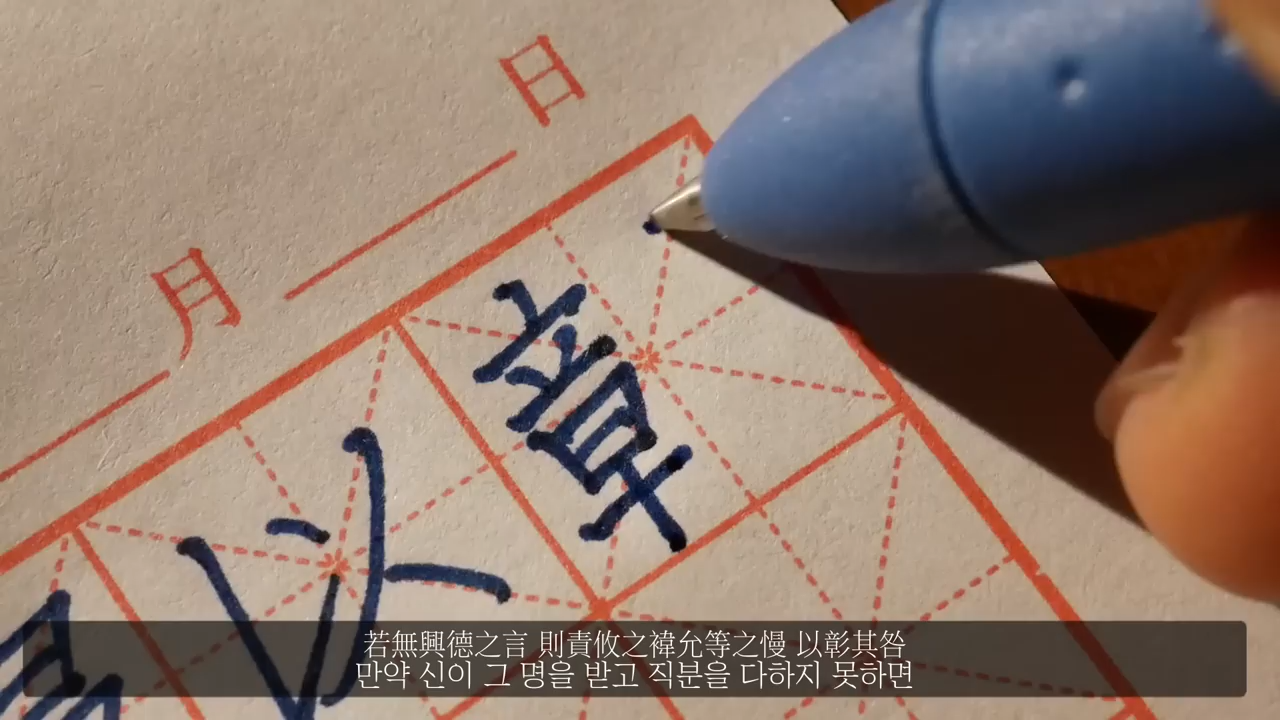 月 日
以章
若無興德之言 則責攸之禕允等之慢 以彰其咎
만약 신이 그 명을 받고 직분을 다하지 못하면